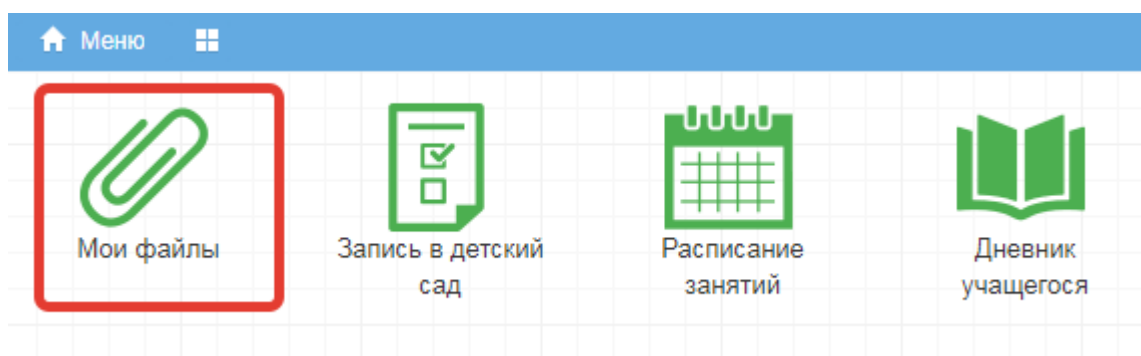 Меню
Мои файлы
Запись в детский
сад
Расписание
занятий
Дневник
учащегося